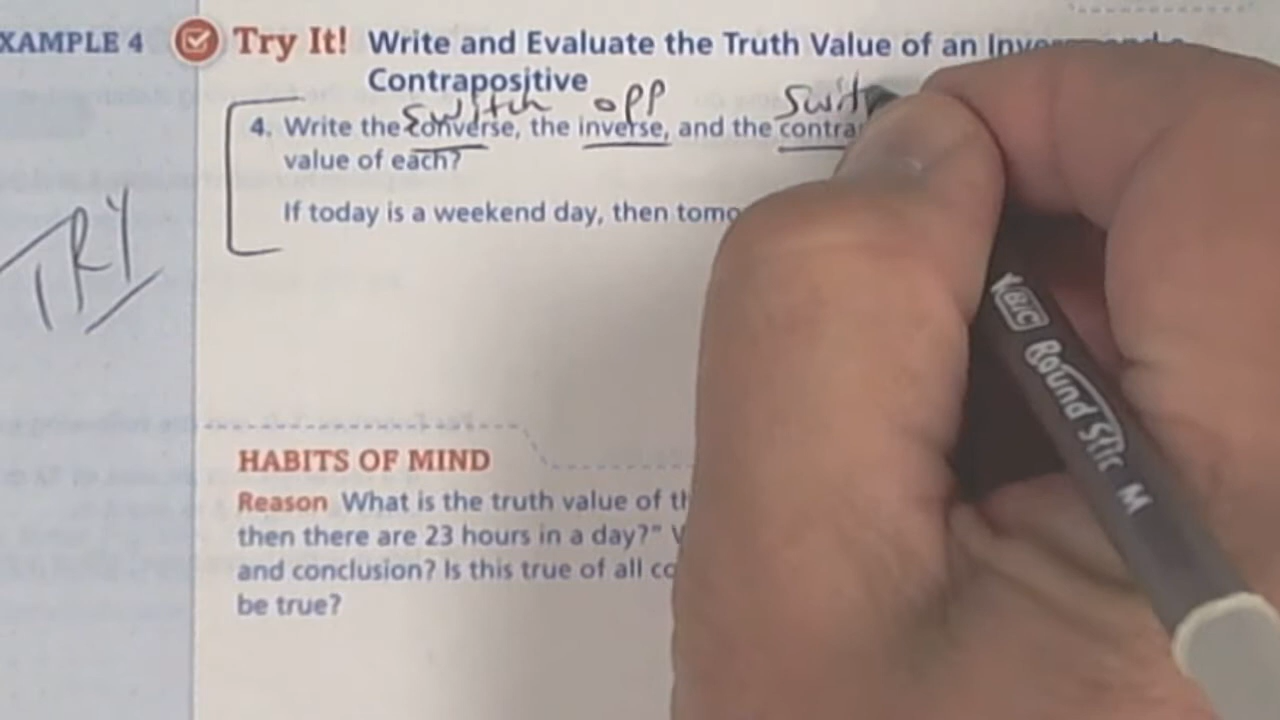 XAMPLE 4 Try It! Write and Evaluate the Truth Value of an
Contrapositive
switch opp
4. Write the converse, the inverse, and the contra
value of each?
If today is a weekend day, then tomo
TRY
HABITS OF MIND
Reason What is the truth value of th
then there are 23 hours in a day?"
and conclusion? Is this true of all co
be true?
BIC Round Stic M